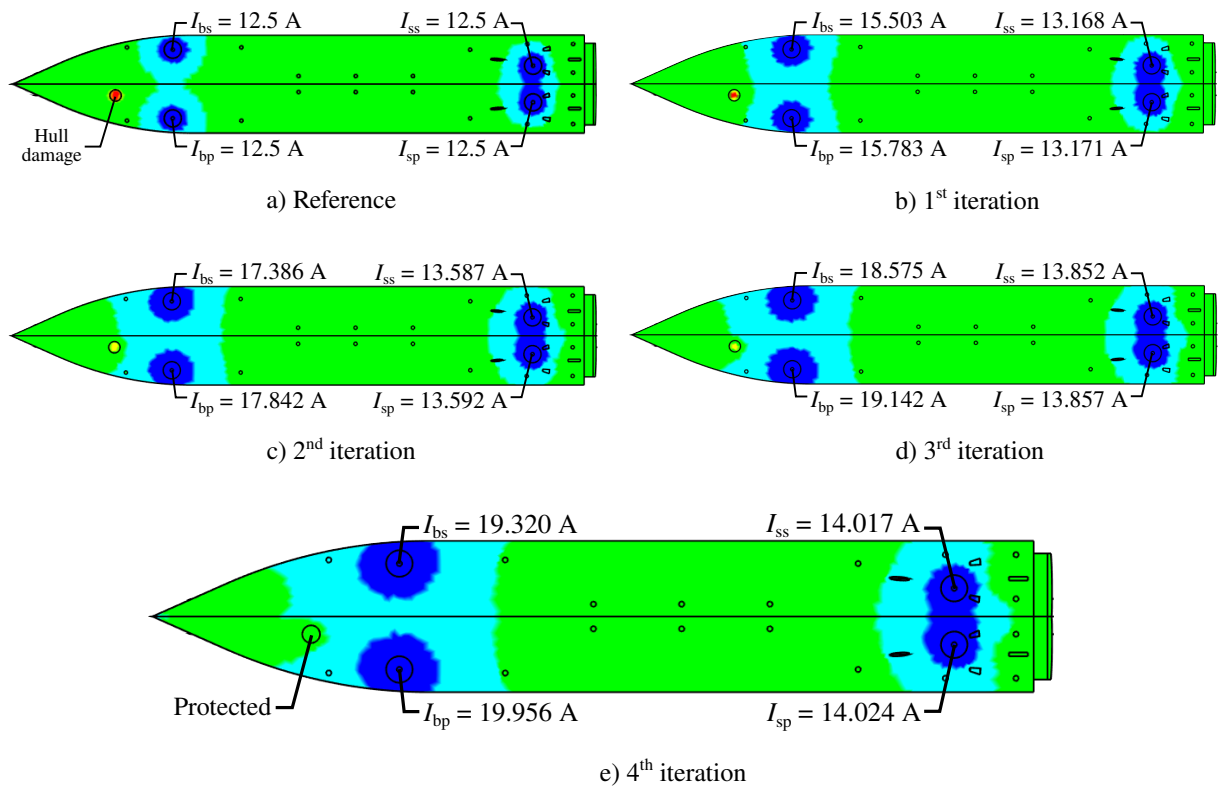 I_bs = 12.5 A
I_ss = 12.5 A
Hull
damage
I_bp = 12.5 A
I_sp = 12.5 A
a) Reference
I_bs = 15.503 A
I_ss = 13.168 A
I_bp = 15.783 A
I_sp = 13.171 A
b) 1st iteration
I_bs = 17.386 A
I_ss = 13.587 A
I_bp = 17.842 A
I_sp = 13.592 A
c) 2nd iteration
I_bs = 18.575 A
I_ss = 13.852 A
I_bp = 19.142 A
I_sp = 13.857 A
d) 3rd iteration
I_bs = 19.320 A
I_ss = 14.017 A
Protected
I_bp = 19.956 A
I_sp = 14.024 A
e) 4th iteration